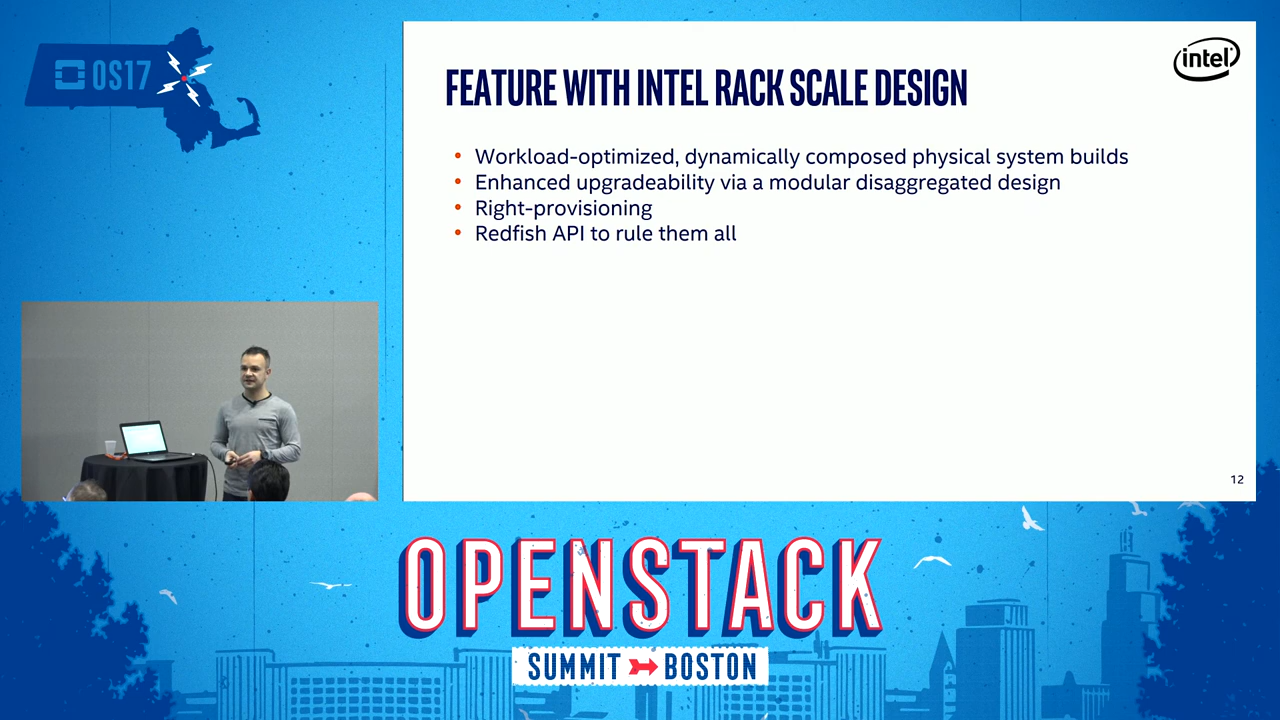 OS17
intel
FEATURE WITH INTEL RACK SCALE DESIGN
• Workload-optimized, dynamically composed physical system builds
• Enhanced upgradeability via a modular disaggregated design
• Right-provisioning
• Redfish API to rule them all
12
OPENSTACK
SUMMIT BOSTON